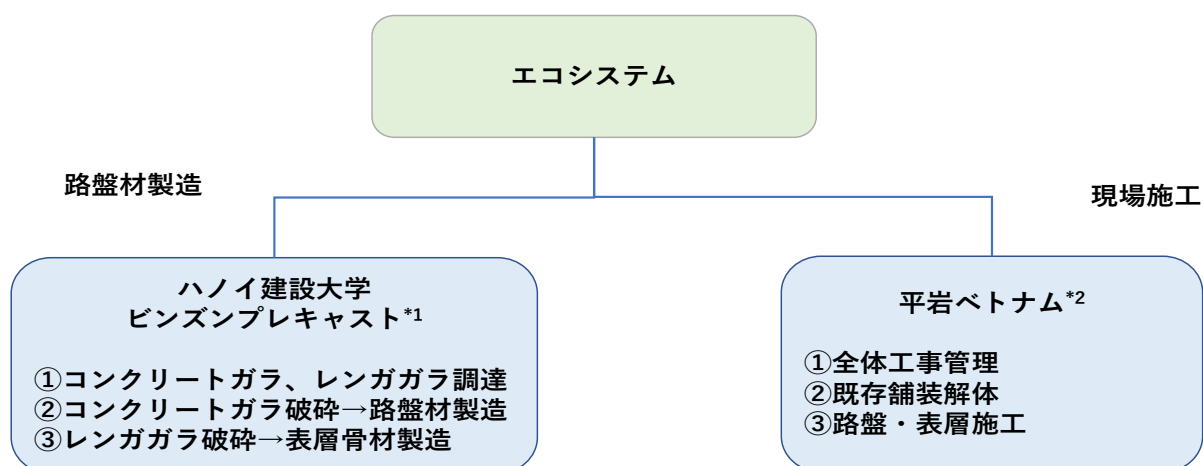 エコシステム
路盤材製造
現場施工
ハノイ建設大学
ビンズンプレキャスト*1
①コンクリートガラ、レンガガラ調達
②コンクリートガラ破砕→路盤材製造
③レンガガラ破砕→表層骨材製造
平岩ベトナム*2
①全体工事管理
②既存舗装解体
③路盤・表層施工